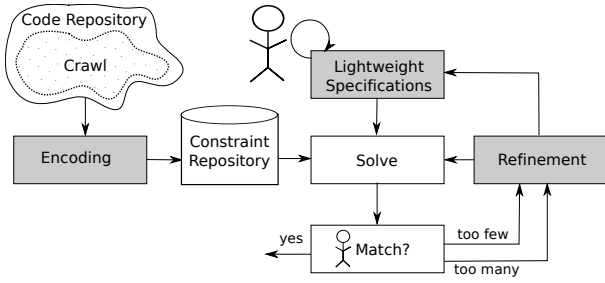 Code Repository
Crawl
Lightweight
Specifications
Encoding
Constraint
Repository
Solve
Refinement
yes
Match?
too few
too many